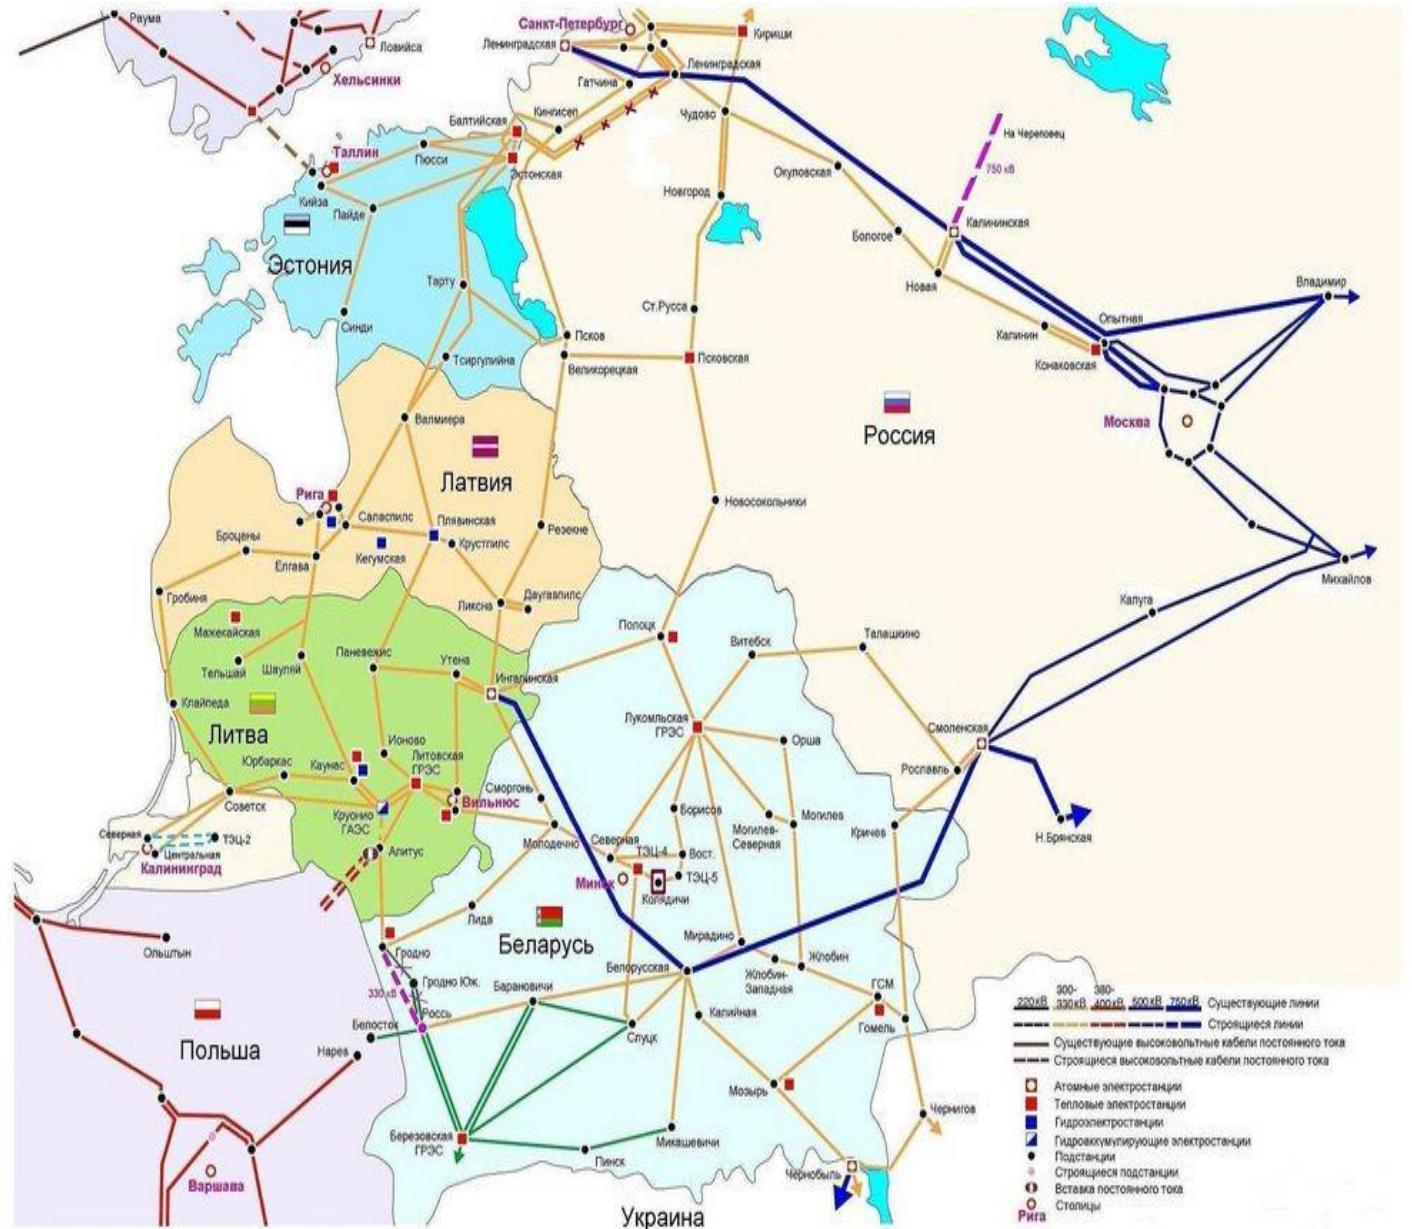 Раума
Ловийса
Хельсинки
Санкт-Петербург
Ленинградская
Кириши
Ленинградская
Гатчина
Кингисеп
Чудово
Балтийская
На Череповец
Таллин
Пюсси
750 кВ
Эстонская
Окуловская
Кийза
Пайде
Новгород
Калининская
Бологое
Эстония
Тарту
Новая
Владимир
Ст.Русса
Синди
Опытная
Псков
Калинин
Тсиргулийна
Великорецкая
Псковская
Конаковская
Валмиера
Москва
Россия
Латвия
Рига
Новосокольники
Саласпилс
Плявинская
Резекне
Броцены
Крустпилс
Кегумская
Елгава
Михайлов
Гробиня
Ликсна
Даугавпилс
Калуга
Мажекайская
Полоцк
Витебск
Талашкино
Тельшай
Шауляй
Паневежис
Утена
Ингалинская
Клайпеда
Лукомльская
ГРЭС
Смоленская
Литва
Ионово
Орша
Юрбаркас
Каунас
Литовская
ГРЭС
Рославль
Сморгонь
Вильнюс
Советск
Круонио
ГАЭС
Борисов
Могилев-
Северная
Могилев
Кричев
Н.Брянская
Северная
ТЭЦ-2
Молодечно
Северная
ТЭЦ-4
Вост.
Центральная
Алитус
Калининград
Минск
ТЭЦ-5
Колядичи
Лида
Ольштын
Гродно
Беларусь
Мирадино
Жлобин-
Западная
Жлобин
Белорусская
Гродно Юж.
330 кВ
Барановичи
ГСМ
Россь
Калийная
Белосток
Гомель
Польша
Нарев
Слуцк
Мозырь
Чернигов
Березовская
ГРЭС
Микашевичи
Пинск
Чернобыль
Варшава
Украина
220кВ 300-330кВ 380-400кВ 500кВ 750кВ Существующие линии
Строящиеся линии
Существующие высоковольтные кабели постоянного тока
Строящиеся высоковольтные кабели постоянного тока
Атомные электростанции
Тепловые электростанции
Гидроэлектростанции
Гидроаккумулирующие электростанции
Подстанции
Строящиеся подстанции
Вставка постоянного тока
Столицы
Рига